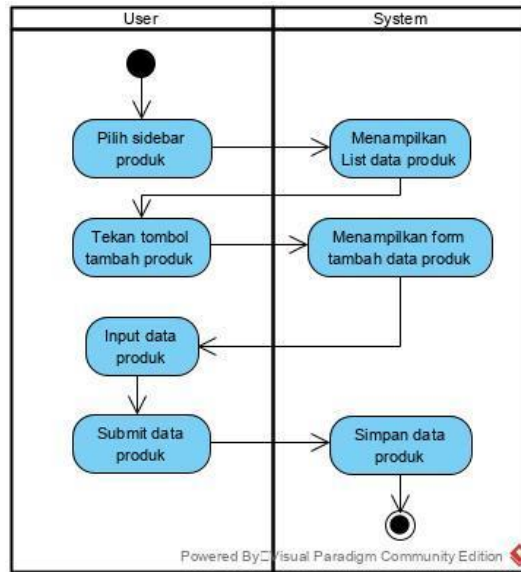 User
System
Pilih sidebar
produk
Menampilkan
List data produk
Tekan tombol
tambah produk
Menampilkan form
tambah data produk
Input data
produk
Submit data
produk
Simpan data
produk
Powered By□Visual Paradigm Community Edition